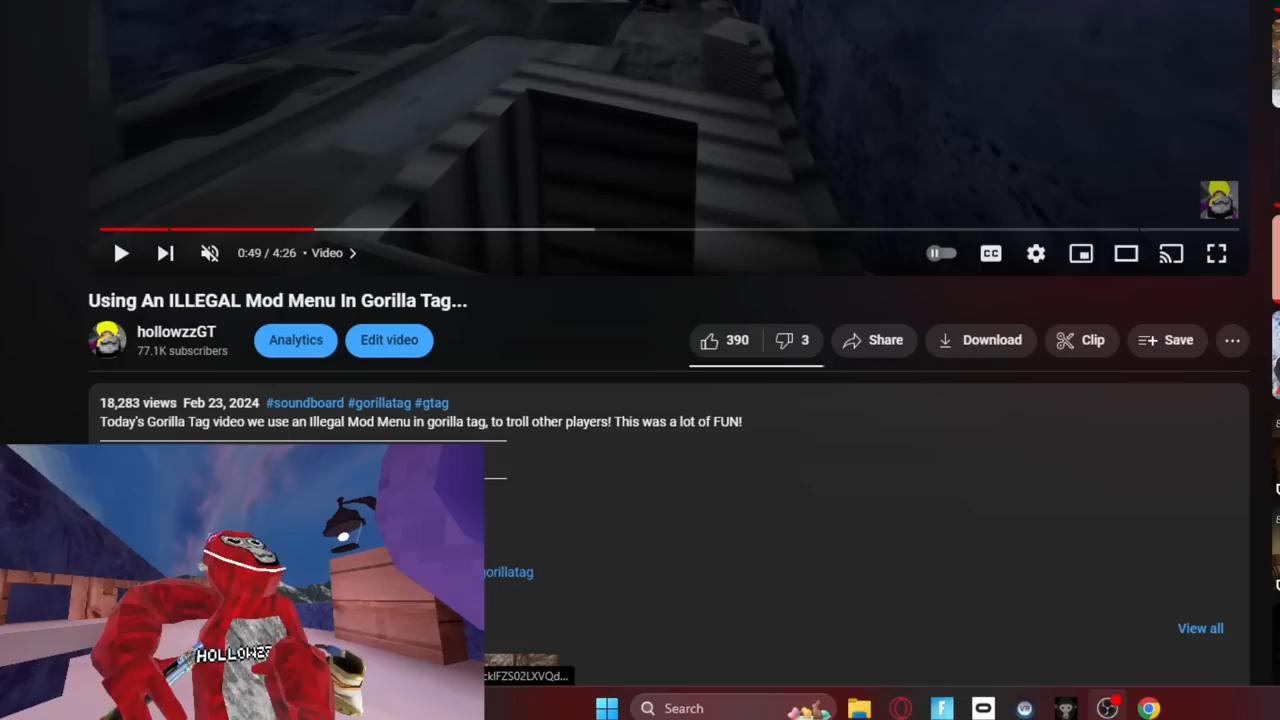 0:49 / 4:26 • Video
CC
Using An ILLEGAL Mod Menu In Gorilla Tag...
hollowzzGT
77.1K subscribers
Analytics
Edit video
390
3
Share
Download
Clip
Save
18,283 views Feb 23, 2024 #soundboard #gorillatag #gtag
Today's Gorilla Tag video we use an Illegal Mod Menu in gorilla tag, to troll other players! This was a lot of FUN!
gorillatag
View all
Search